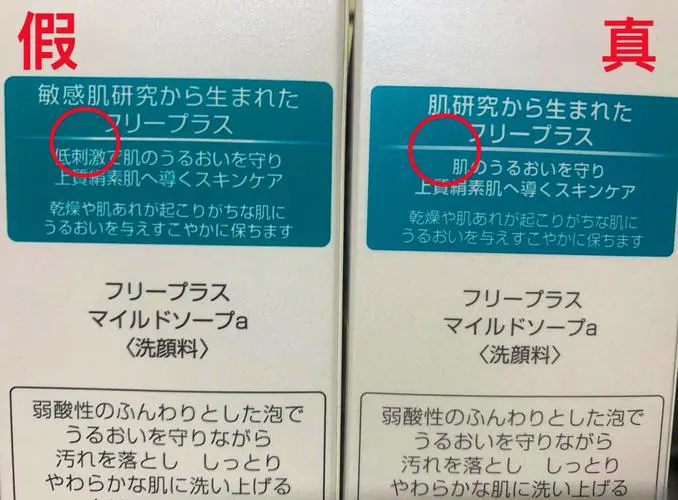 假
敏感肌研究から生まれた
フリープラス
低刺激で肌のうるおいを守り
上質絹素肌へ導くスキンケア
乾燥や肌あれが起こりがちな肌に
うるおいを与えすこやかに保ちます
フリープラス
マイルドソープa
〈洗顔料〉
弱酸性のふんわりとした泡で
うるおいを守りながら
汚れを落とし しっとり
やわらかな肌に洗い上げる
真
肌研究から生まれた
フリープラス
肌のうるおいを守り
上質絹素肌へ導くスキンケア
乾燥や肌あれが起こりがちな肌に
うるおいを与えすこやかに保ちます
フリープラス
マイルドソープa
〈洗顔料〉
弱酸性のふんわりとした泡で
うるおいを守りながら
汚れを落とし しっとり
やわらかな肌に洗い上げる